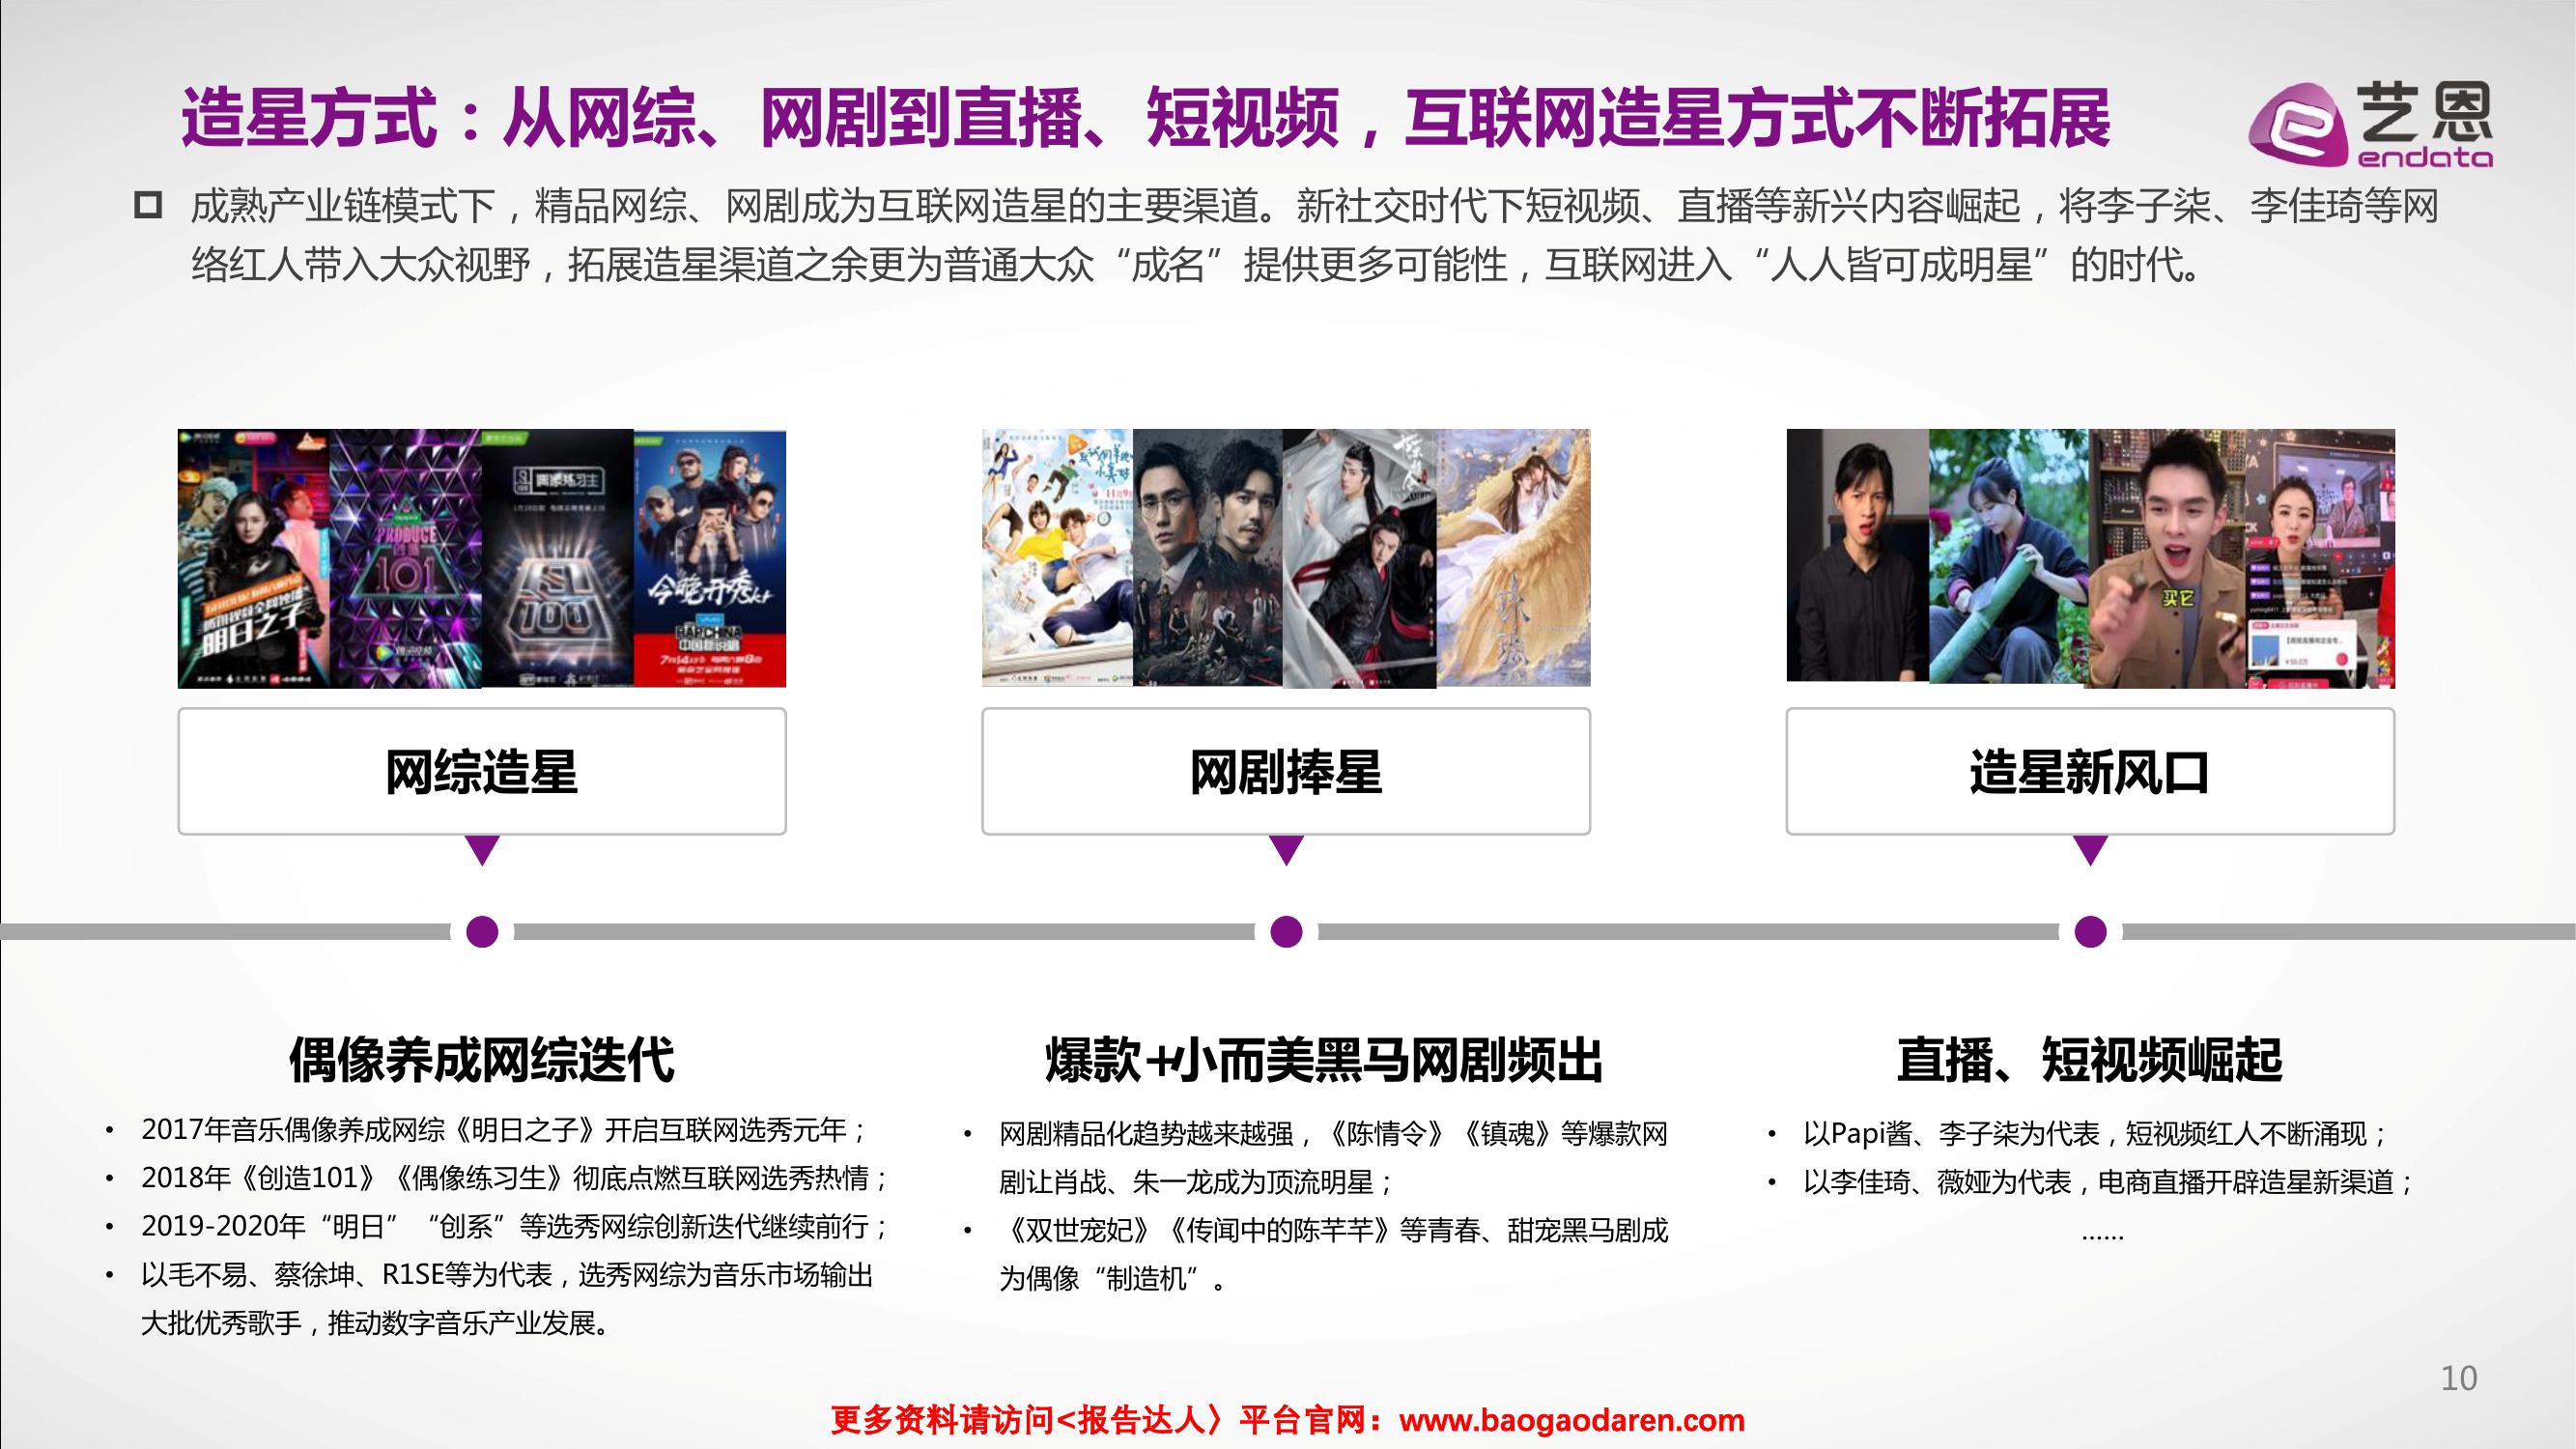 造星方式：从网综、网剧到直播、短视频，互联网造星方式不断拓展
艺恩
endata
成熟产业链模式下，精品网综、网剧成为互联网造星的主要渠道。新社交时代下短视频、直播等新兴内容崛起，将李子柒、李佳琦等网
络红人带入大众视野，拓展造星渠道之余更为普通大众“成名”提供更多可能性，互联网进入“人人皆可成明星”的时代。
明日之子
PRODUCE
101
偶像练习生
100
今晚开秀
RAPCHINA
中国新说唱
买它
网综造星
网剧捧星
造星新风口
偶像养成网综迭代
• 2017年音乐偶像养成网综《明日之子》开启互联网选秀元年；
• 2018年《创造101》《偶像练习生》彻底点燃互联网选秀热情；
• 2019-2020年“明日”“创系”等选秀网综创新迭代继续前行；
• 以毛不易、蔡徐坤、R1SE等为代表，选秀网综为音乐市场输出
大批优秀歌手，推动数字音乐产业发展。
爆款+小而美黑马网剧频出
• 网剧精品化趋势越来越强，《陈情令》《镇魂》等爆款网
剧让肖战、朱一龙成为顶流明星；
• 《双世宠妃》《传闻中的陈芊芊》等青春、甜宠黑马剧成
为偶像“制造机”。
直播、短视频崛起
• 以Papi酱、李子柒为代表，短视频红人不断涌现；
• 以李佳琦、薇娅为代表，电商直播开辟造星新渠道；
……
10
更多资料请访问<报告达人〉平台官网：www.baogaodaren.com